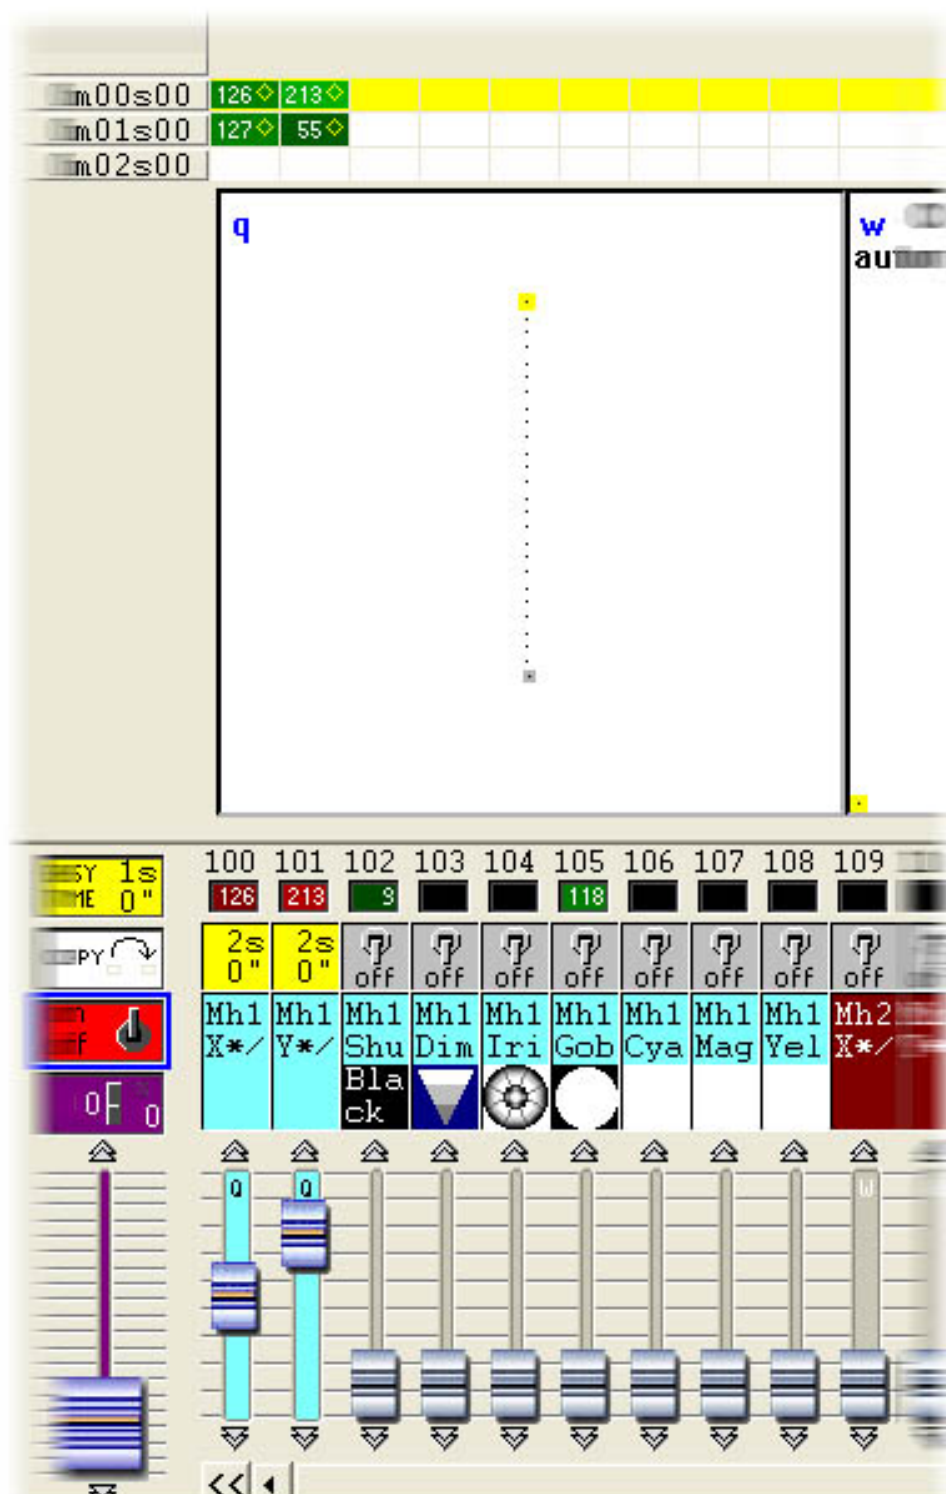 m00s00 126 213
m01s00 127 55
m02s00
q w
1s
0"
100 101 102 103 104 105 106 107 108 109
126 213 9 118
2s 2s
0" 0" off off off off off off off off
Mh1 Mh1 Mh1 Mh1 Mh1 Mh1 Mh1 Mh1 Mh1 Mh2
X*/ Y*/ Shu Dim Iri Gob Cya Mag Yel X*/
Bla
ck
0 0
Q Q W
<<